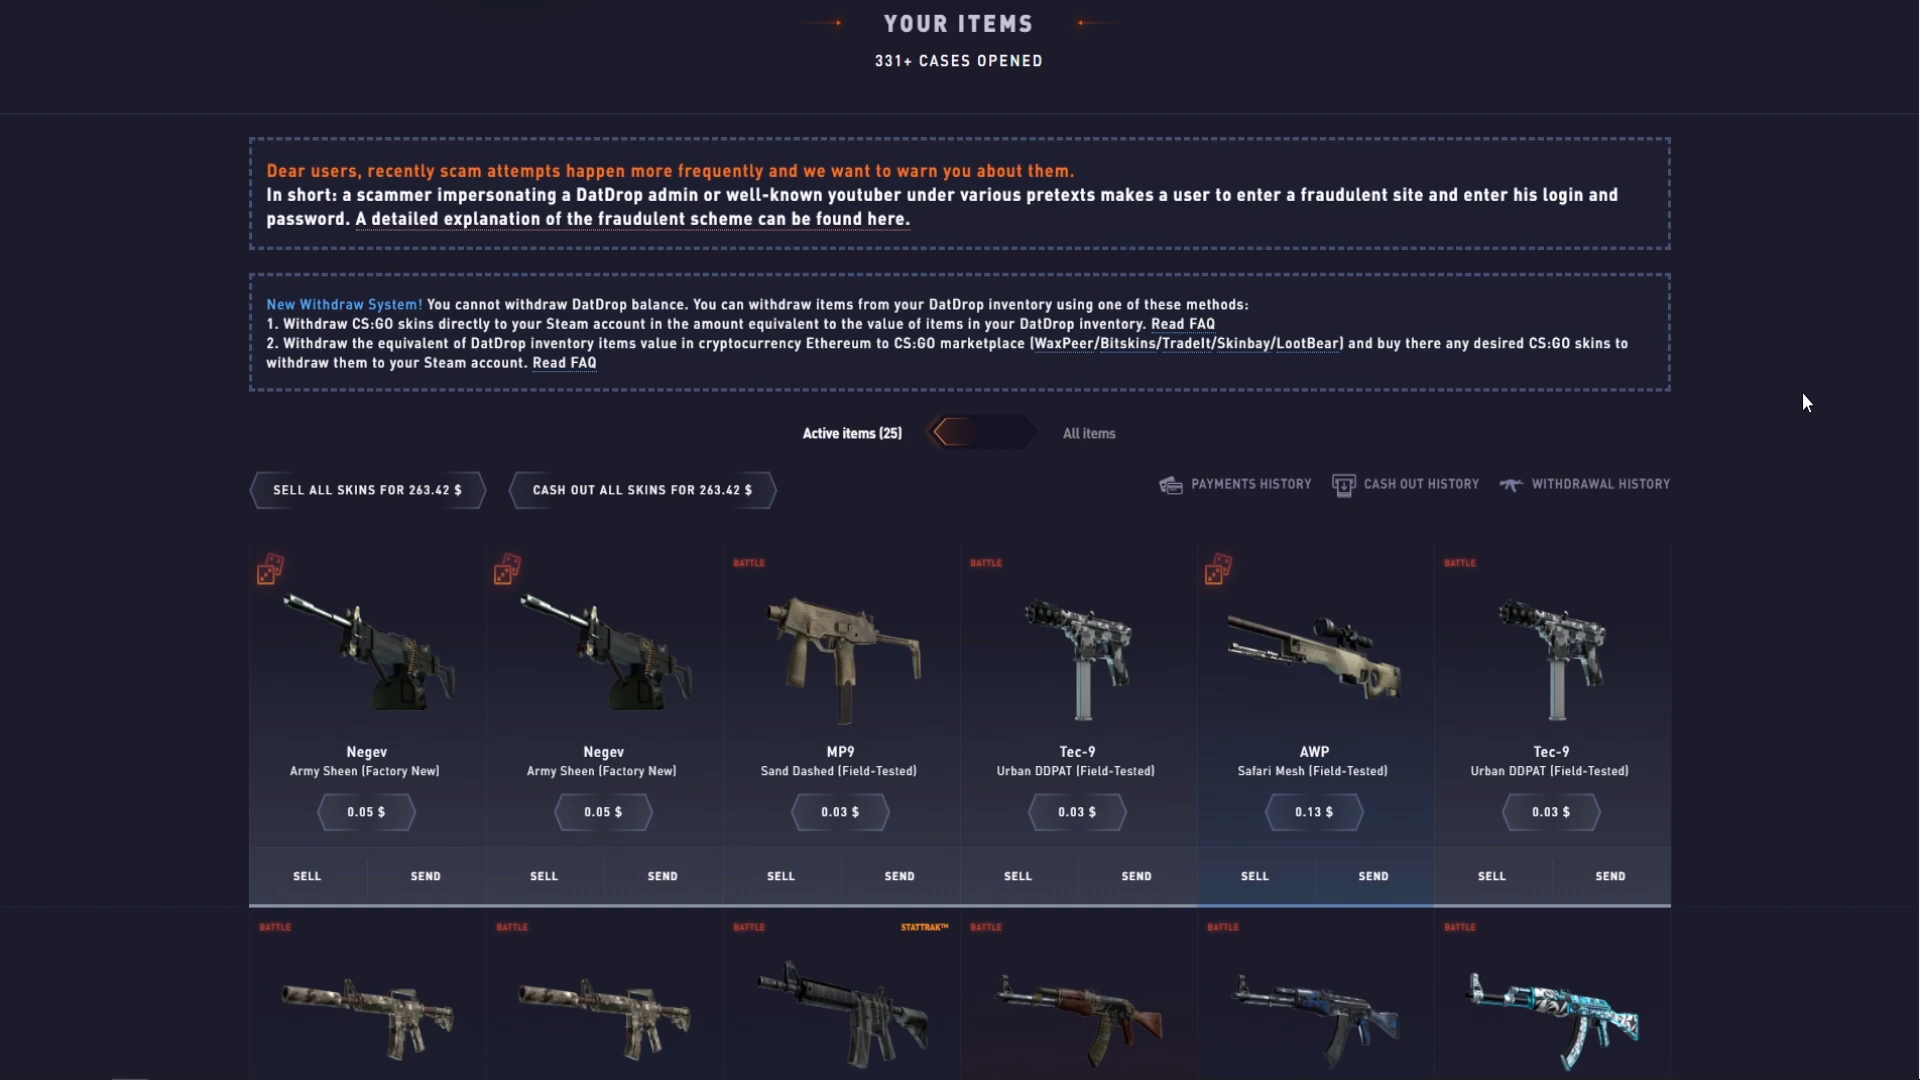 YOUR ITEMS
331+ CASES OPENED
Dear users, recently scam attempts happen more frequently and we want to warn you about them.
In short: a scammer impersonating a DatDrop admin or well-known youtuber under various pretexts makes a user to enter a fraudulent site and enter his login and
password. A detailed explanation of the fraudulent scheme can be found here.
New Withdraw System! You cannot withdraw DatDrop balance. You can withdraw items from your DatDrop inventory using one of these methods:
1. Withdraw CS:GO skins directly to your Steam account in the amount equivalent to the value of items in your DatDrop inventory. Read FAQ
2. Withdraw the equivalent of DatDrop inventory items value in cryptocurrency Ethereum to CS:GO marketplace (WaxPeer/Bitskins/TradeIt/Skinbay/LootBear) and buy there any desired CS:GO skins to
withdraw them to your Steam account. Read FAQ
Active items (25) All items
SELL ALL SKINS FOR 263.42 $ CASH OUT ALL SKINS FOR 263.42 $ PAYMENTS HISTORY CASH OUT HISTORY WITHDRAWAL HISTORY
BATTLE BATTLE BATTLE
Negev Negev MP9 Tec-9 AWP Tec-9
Army Sheen (Factory New) Army Sheen (Factory New) Sand Dashed (Field-Tested) Urban DDPAT (Field-Tested) Safari Mesh (Field-Tested) Urban DDPAT (Field-Tested)
0.05 $ 0.05 $ 0.03 $ 0.03 $ 0.13 $ 0.03 $
SELL SEND SELL SEND SELL SEND SELL SEND SELL SEND SELL SEND
BATTLE BATTLE BATTLE STATTRAK™ BATTLE BATTLE BATTLE